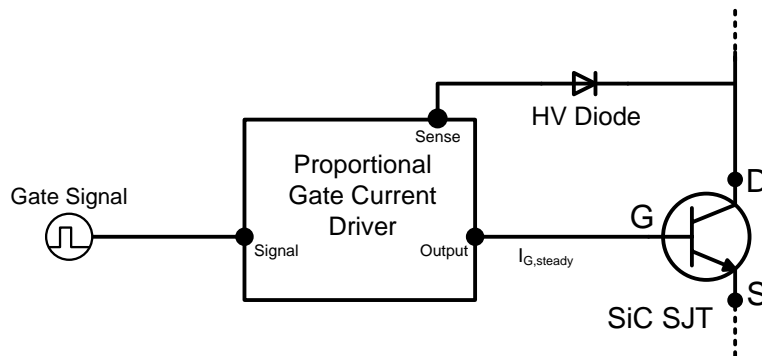 HV Diode
Sense
Proportional
Gate Current
Driver
Gate Signal
Signal
Output
I_G,steady
G
D
S
SiC SJT